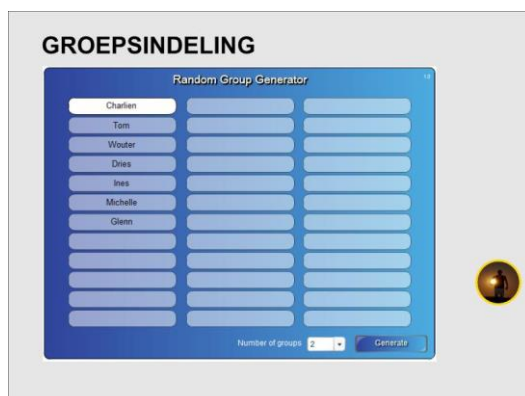 GROEPSINDELING
Random Group Generator
Charlien
Tom
Wouter
Dries
Ines
Michelle
Glenn
Number of groups 2 Generate